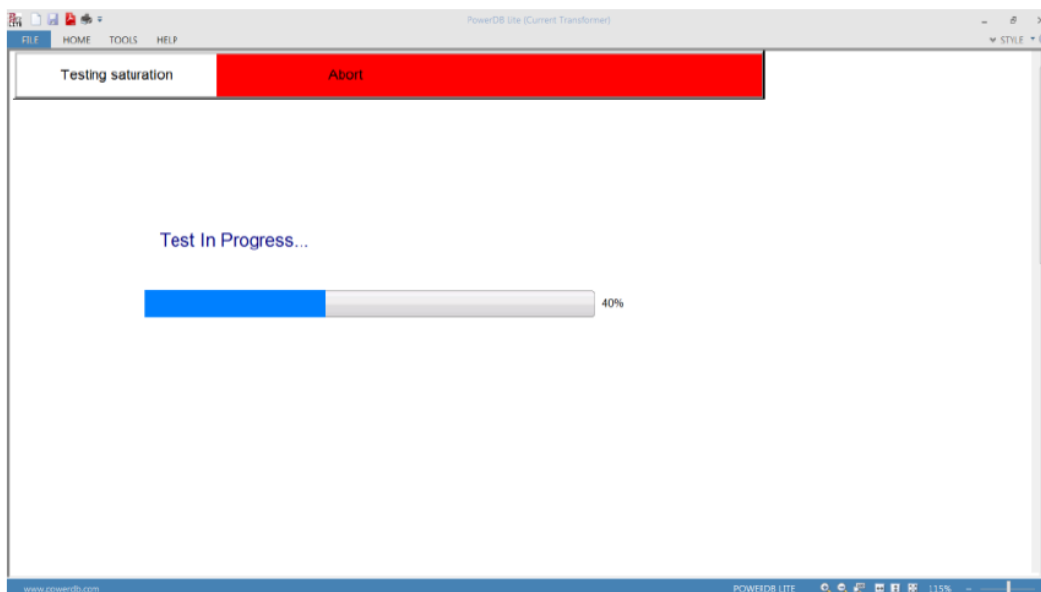 PowerDB Lite (Current Transformer)
FILE HOME TOOLS HELP
STYLE
Testing saturation Abort
Test In Progress...
40%
www.powerdb.com
POWERDB LITE 115%